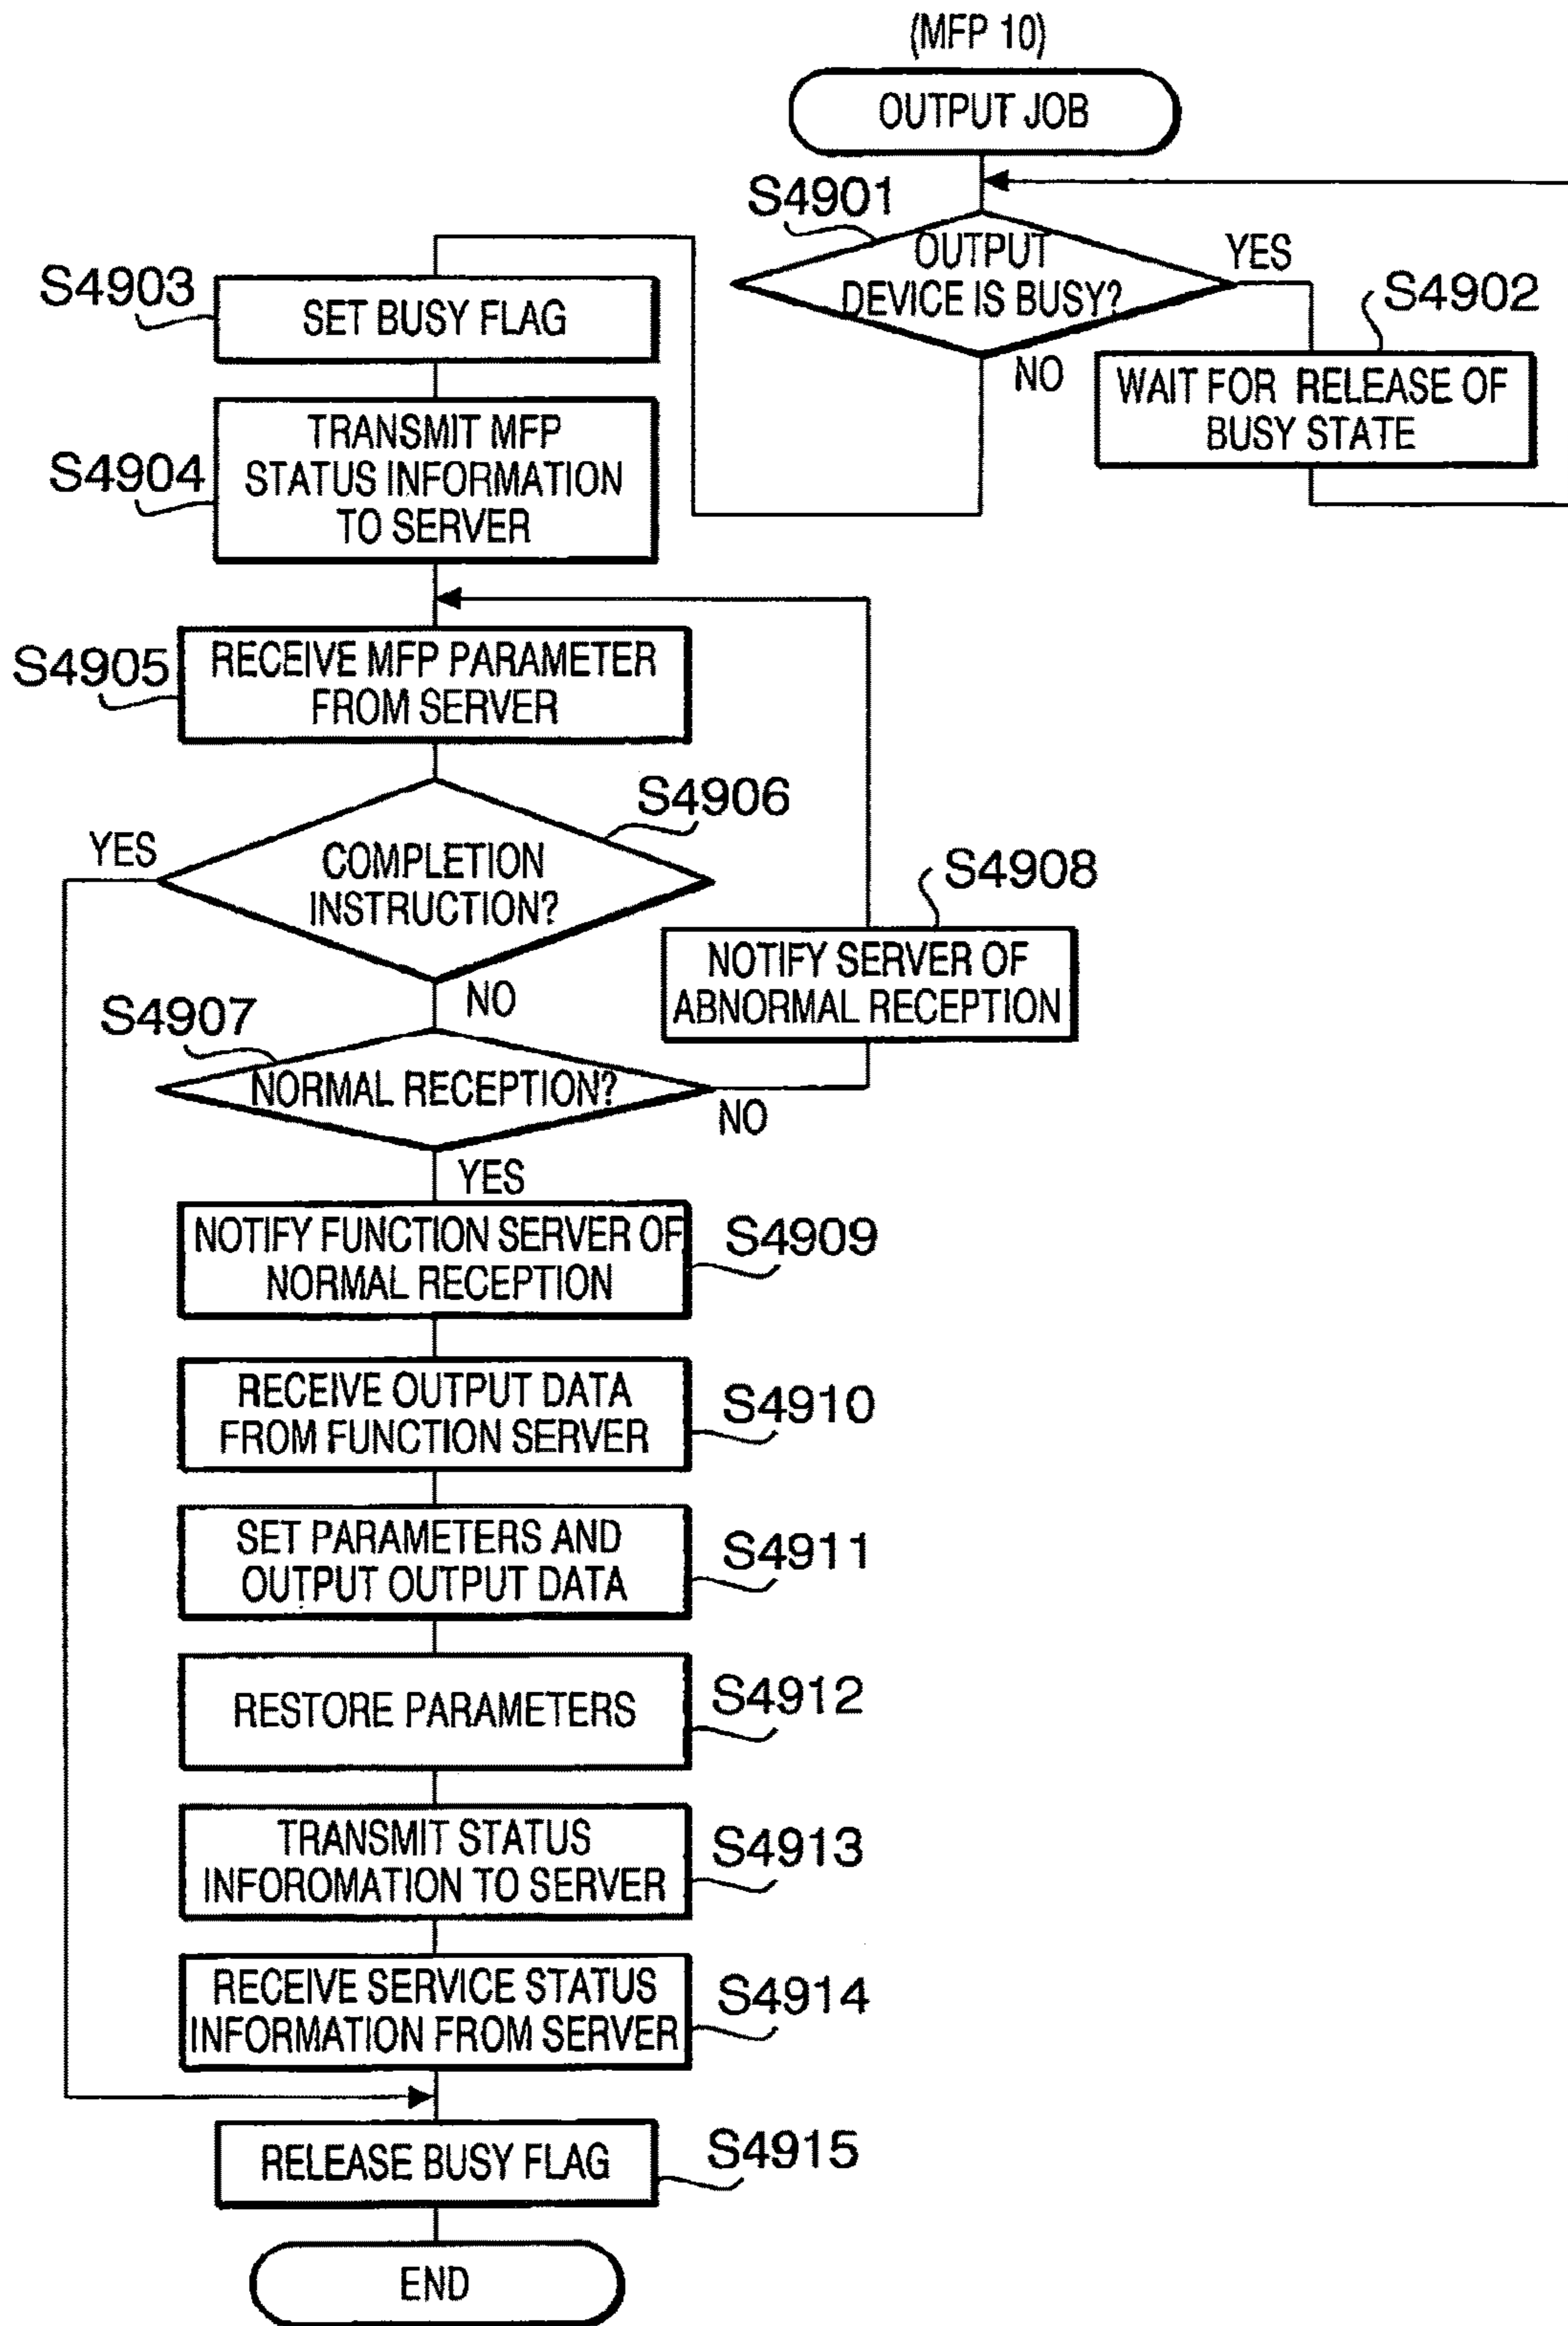 (MFP 10)
OUTPUT JOB
S4901
OUTPUT
DEVICE IS BUSY?
YES
NO
S4902
WAIT FOR RELEASE OF
BUSY STATE
S4903
SET BUSY FLAG
S4904
TRANSMIT MFP
STATUS INFORMATION
TO SERVER
S4905
RECEIVE MFP PARAMETER
FROM SERVER
S4906
YES
COMPLETION
INSTRUCTION?
NO
S4908
NOTIFY SERVER OF
ABNORMAL RECEPTION
S4907
NORMAL RECEPTION?
NO
YES
NOTIFY FUNCTION SERVER OF
NORMAL RECEPTION
S4909
RECEIVE OUTPUT DATA
FROM FUNCTION SERVER
S4910
SET PARAMETERS AND
OUTPUT OUTPUT DATA
S4911
RESTORE PARAMETERS
S4912
TRANSMIT STATUS
INFOROMATION TO SERVER
S4913
RECEIVE SERVICE STATUS
INFORMATION FROM SERVER
S4914
RELEASE BUSY FLAG
S4915
END